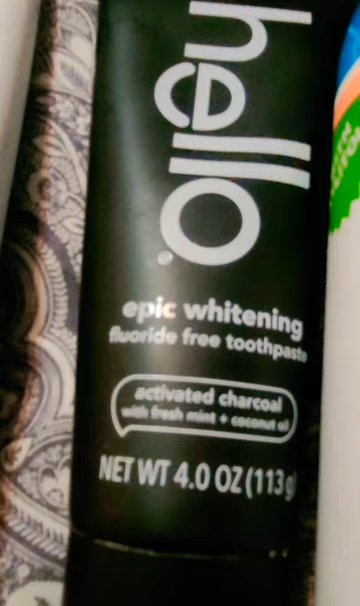 hello®
epic whitening
fluoride free toothpaste
activated charcoal
with fresh mint + coconut oil
NET WT 4.0 OZ (113g)